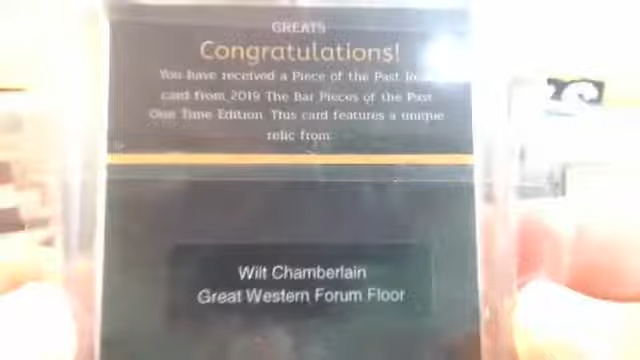 GREATS
Congratulations!
You have received a Piece of the Past
card from 2019 The Bar Pieces of the Past
One Time Edition. This card features a unique
relic from:
Wilt Chamberlain
Great Western Forum Floor